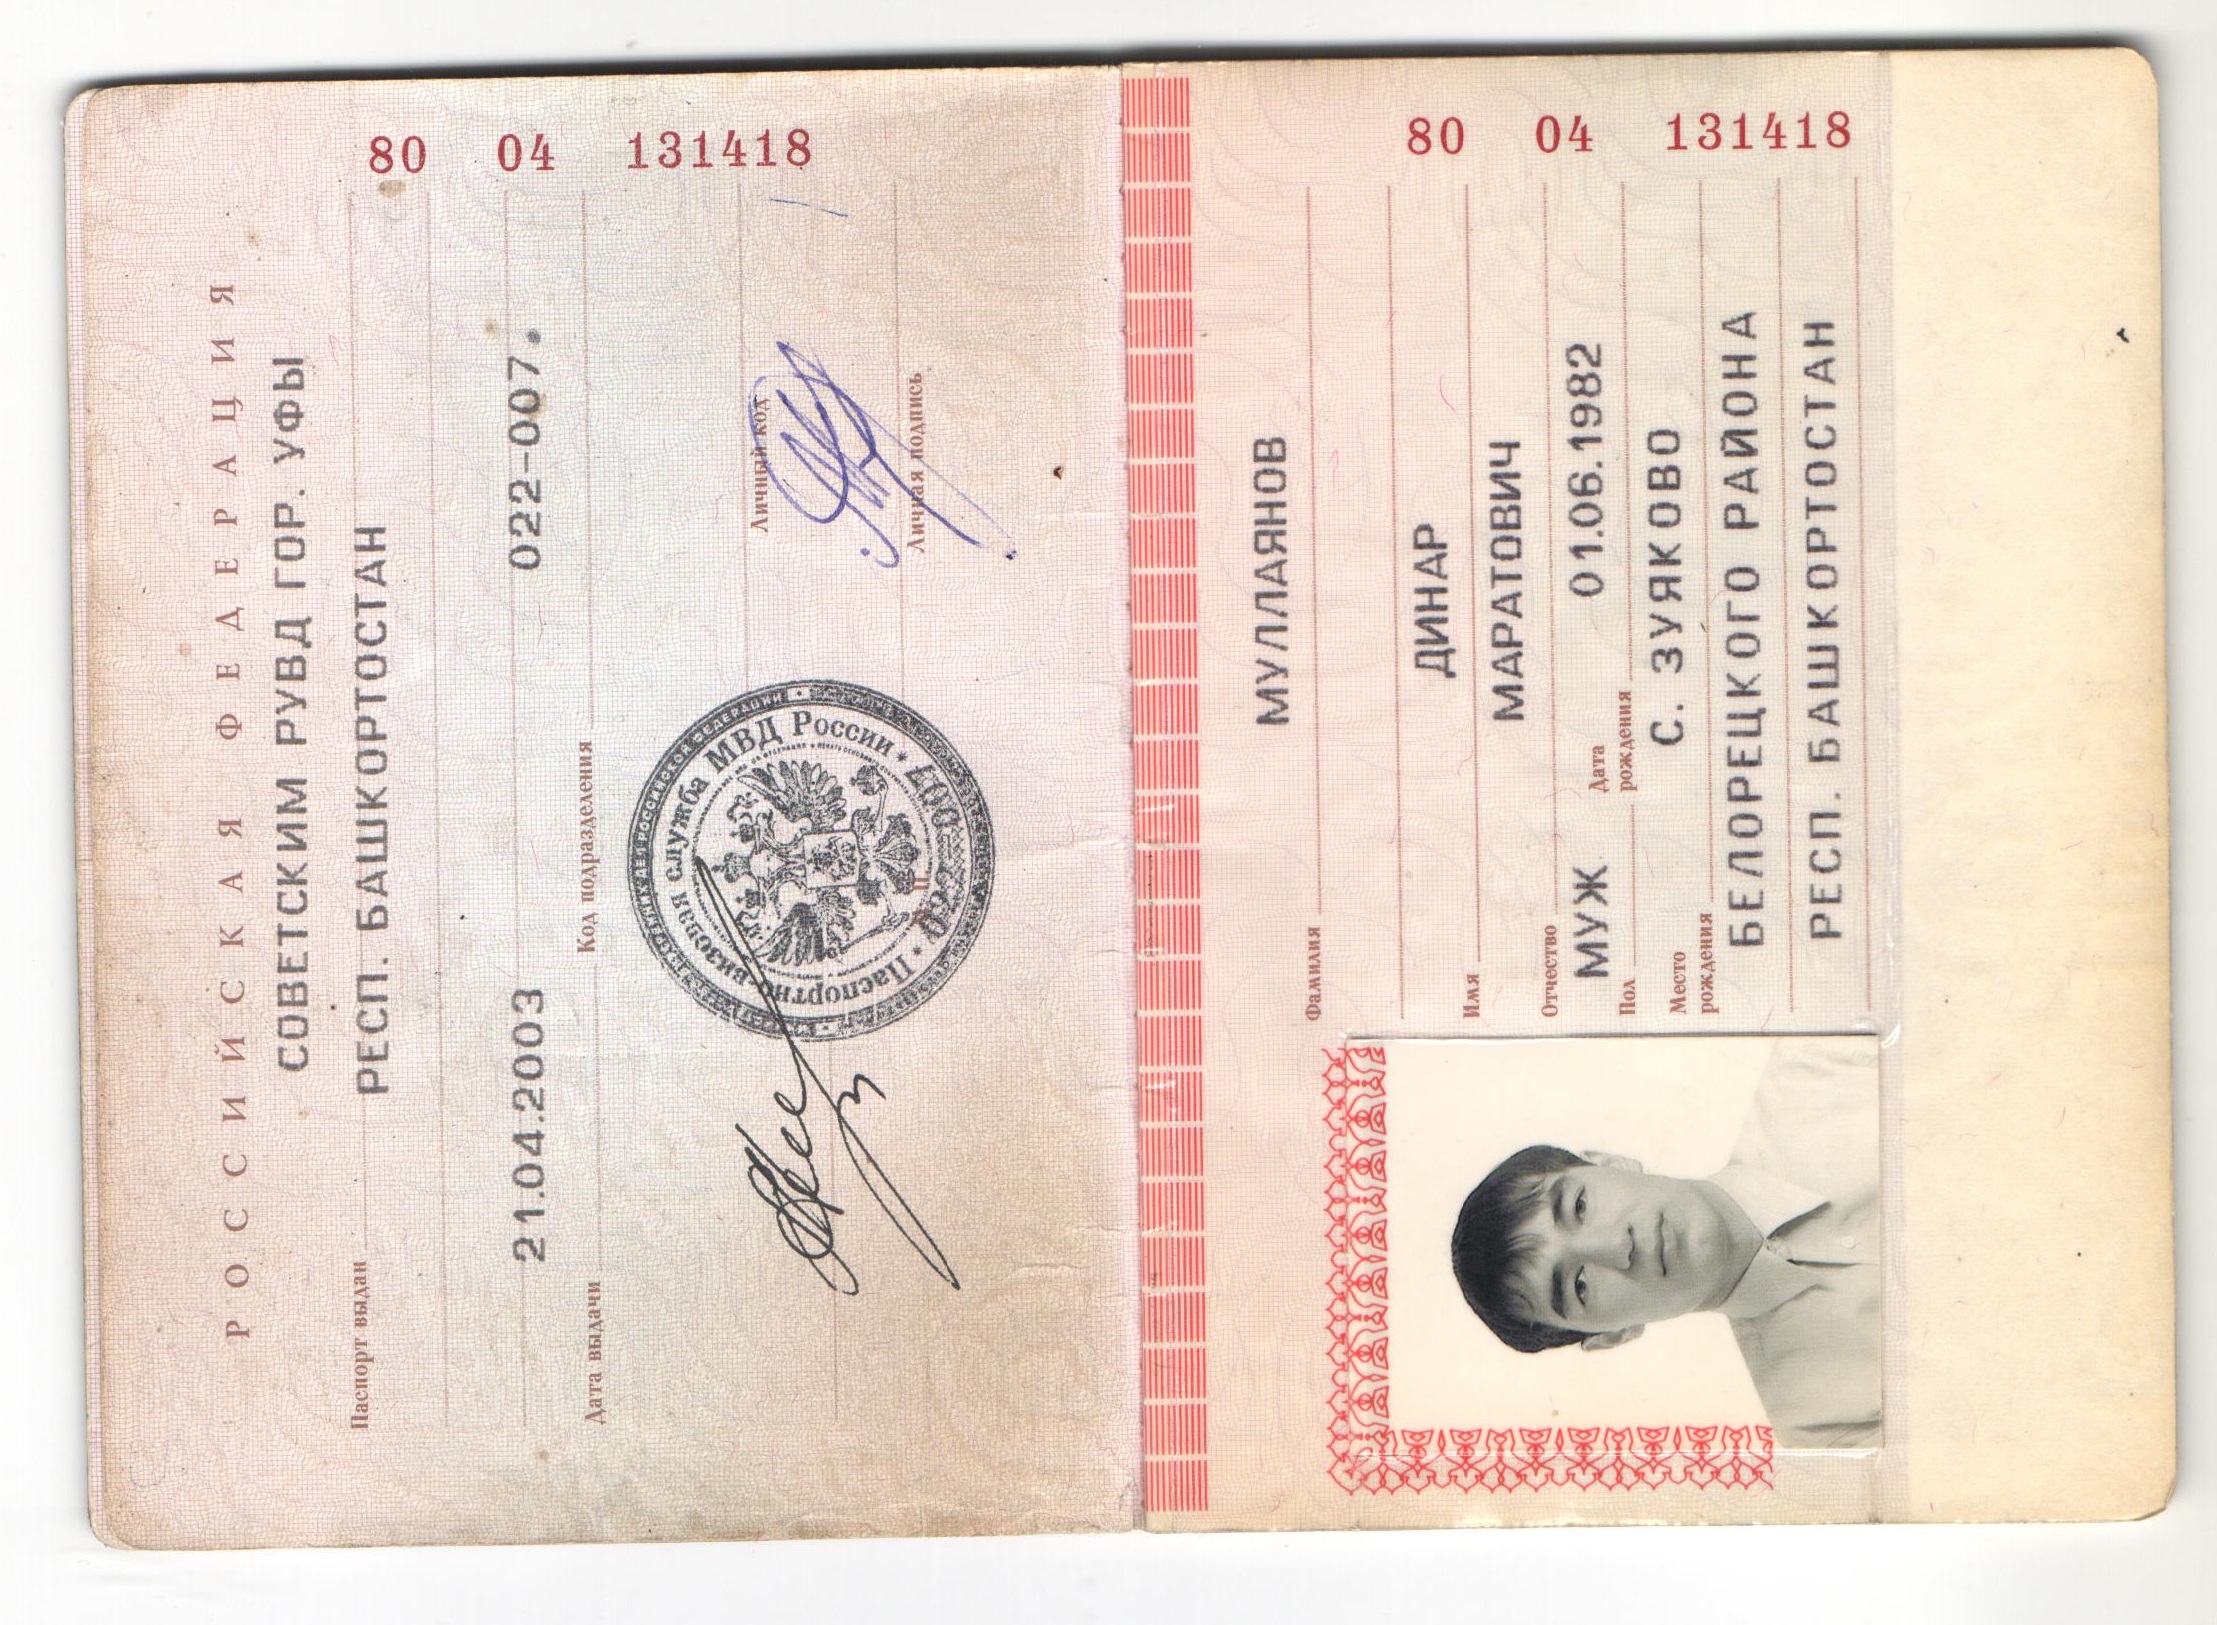 РОССИЙСКАЯ ФЕДЕРАЦИЯ
Паспорт выдан
СОВЕТСКИМ РУВД ГОР. УФЫ
РЕСП. БАШКОРТОСТАН
21.04.2003
022-007.
Дата выдачи
Код подразделения
Личный код
Личная подпись
Паспортно-визовая служба МВД России
022-007
80 04 131418
МУЛЛАЯНОВ
Фамилия
ДИНАР
Имя
МАРАТОВИЧ
Отчество
МУЖ
01.06.1982
Пол
Дата рождения
С. ЗУЯКОВО
Место рождения
БЕЛОРЕЦКОГО РАЙОНА
РЕСП. БАШКОРТОСТАН
80 04 131418